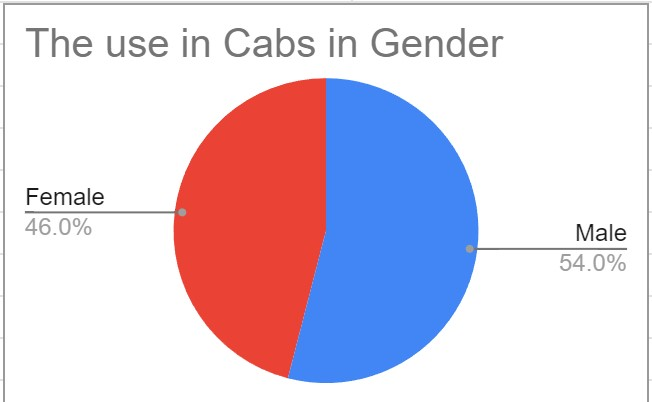 The use in Cabs in Gender
Female
46.0%
Male
54.0%